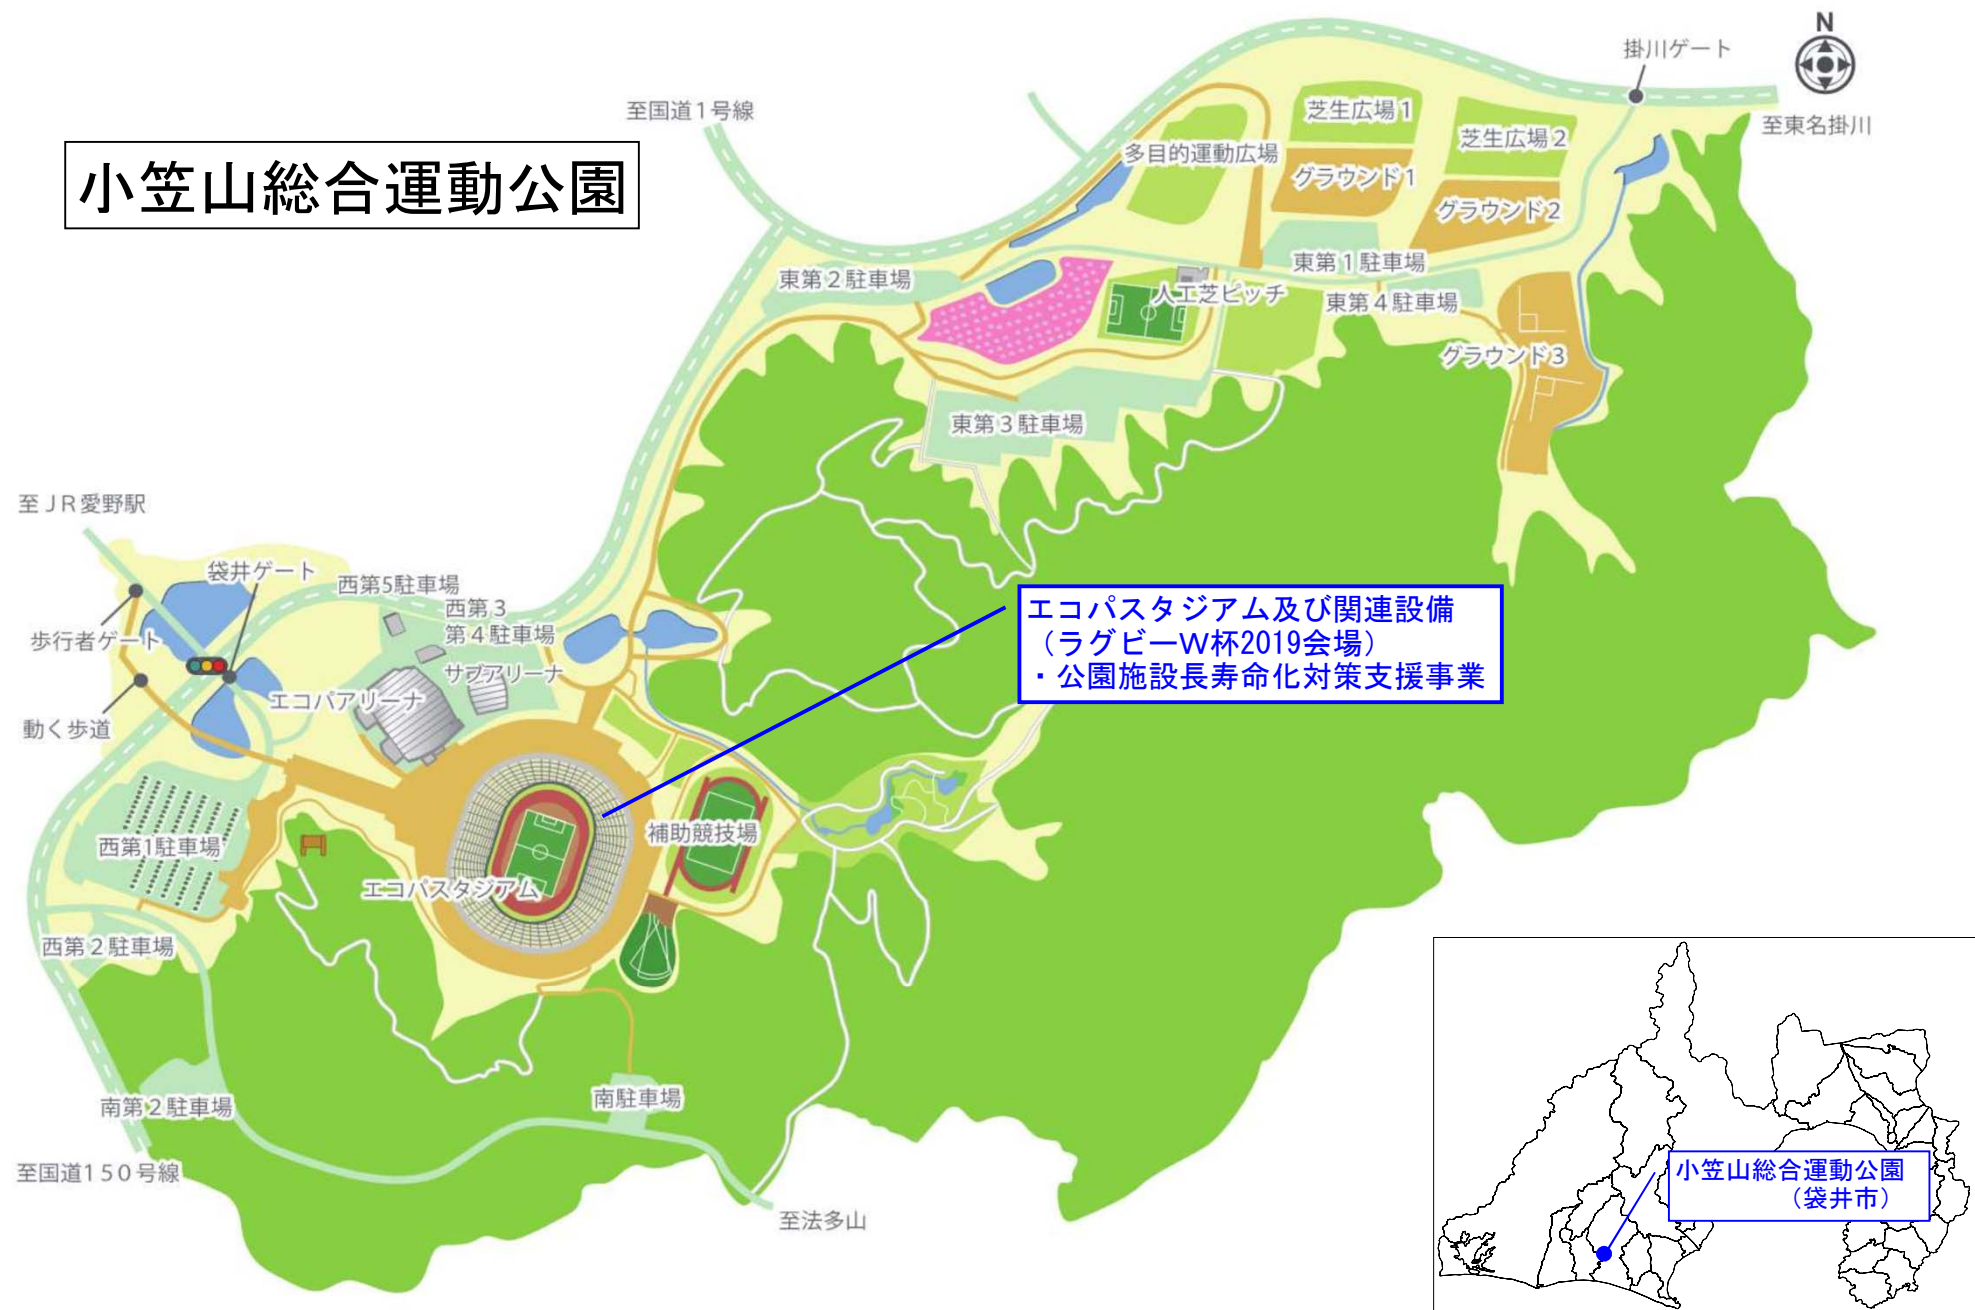 N
掛川ゲート
至東名掛川
至国道1号線
小笠山総合運動公園
芝生広場1
芝生広場2
多目的運動広場
グラウンド1
グラウンド2
東第1駐車場
東第2駐車場
人工芝ピッチ
東第4駐車場
グラウンド3
東第3駐車場
至JR愛野駅
袋井ゲート
西第5駐車場
西第3
第4駐車場
歩行者ゲート
サブアリーナ
エコパアリーナ
動く歩道
エコパスタジアム及び関連設備
（ラグビーW杯2019会場）
・公園施設長寿命化対策支援事業
補助競技場
西第1駐車場
エコパスタジアム
西第2駐車場
南第2駐車場
南駐車場
至国道150号線
至法多山
小笠山総合運動公園
（袋井市）